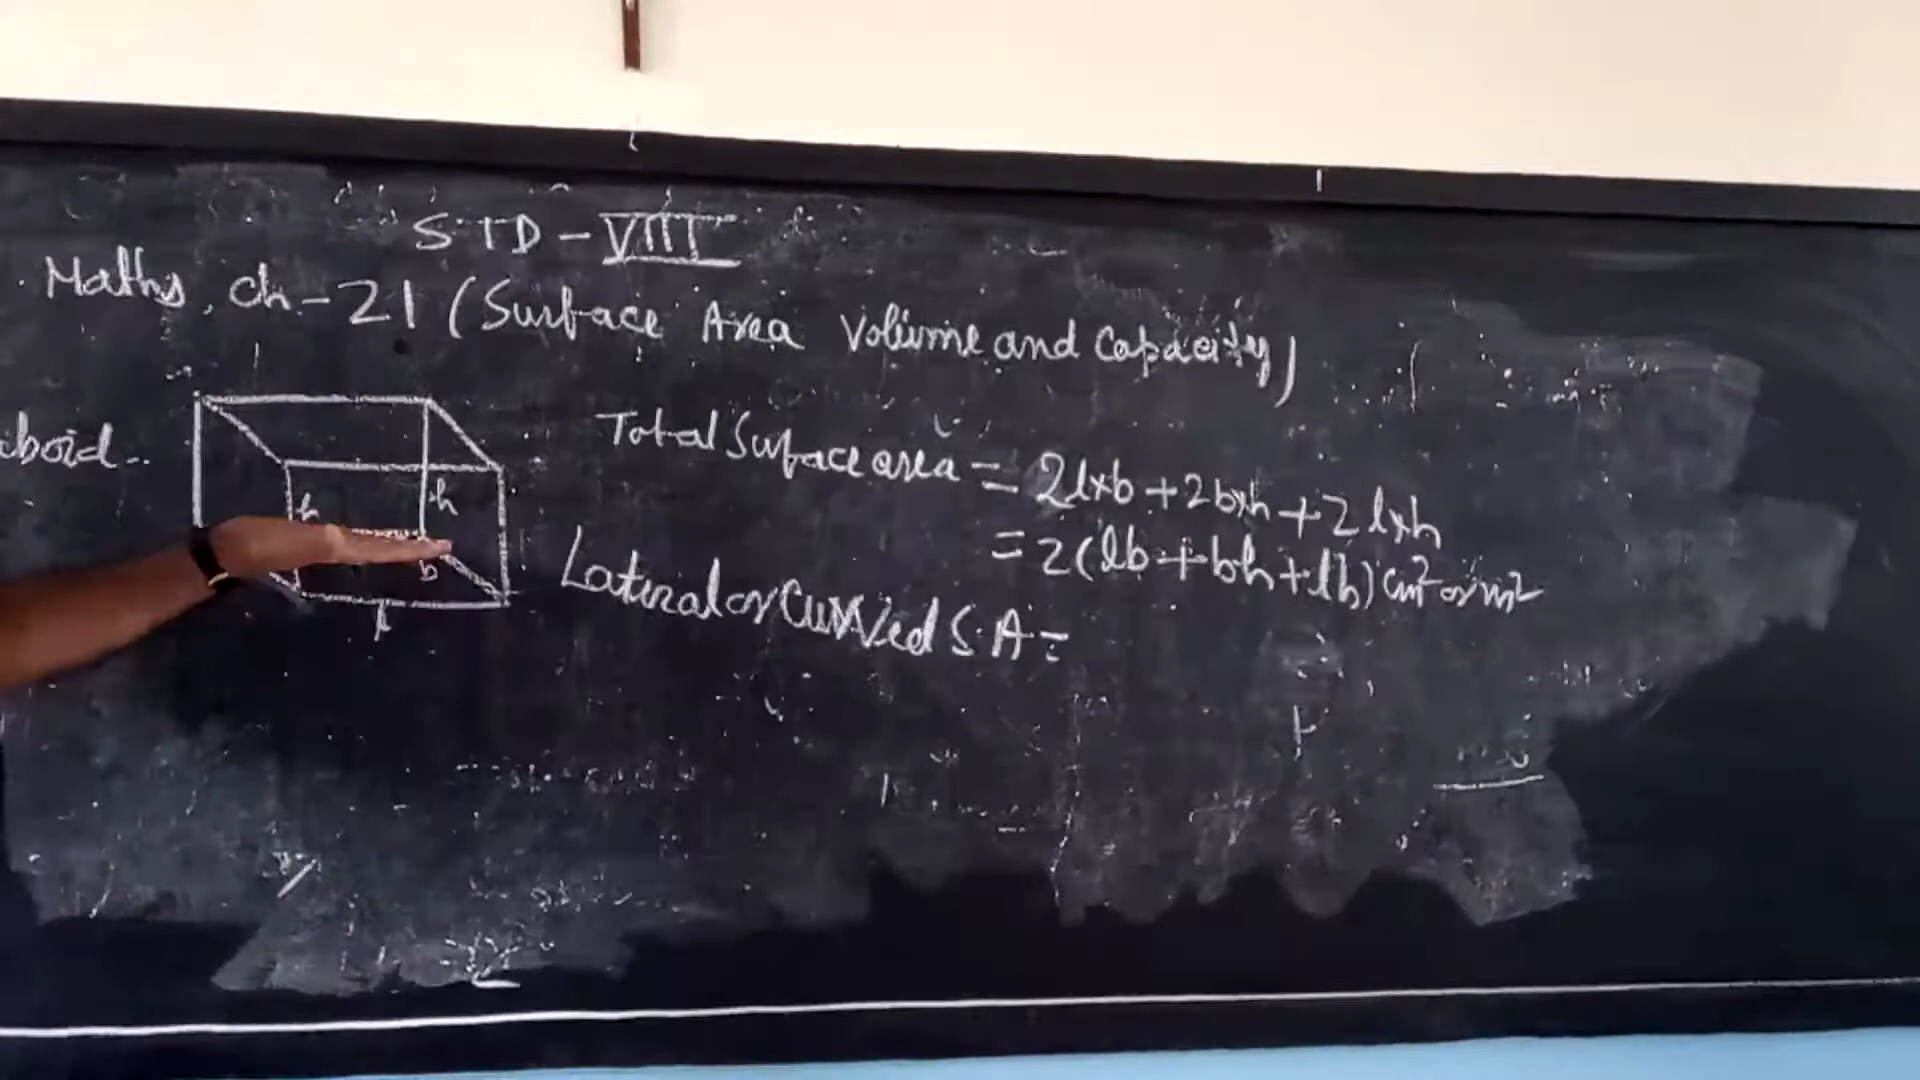 STD-VIII
Maths, ch-21 (Surface Area Volume and Capacity)
uboid..
h
h
b
l
Total Surface area = 2l×b+2b×h+2l×h
=2(lb+bh+lh)cm² or m²
Lateral or Curved S.A=